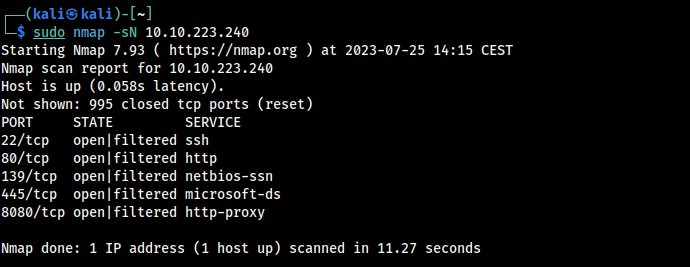 ┌──(kali㉿kali)-[~]
└─$ sudo nmap -sN 10.10.223.240
Starting Nmap 7.93 ( https://nmap.org ) at 2023-07-25 14:15 CEST
Nmap scan report for 10.10.223.240
Host is up (0.058s latency).
Not shown: 995 closed tcp ports (reset)
PORT     STATE         SERVICE
22/tcp   open|filtered ssh
80/tcp   open|filtered http
139/tcp  open|filtered netbios-ssn
445/tcp  open|filtered microsoft-ds
8080/tcp open|filtered http-proxy
Nmap done: 1 IP address (1 host up) scanned in 11.27 seconds